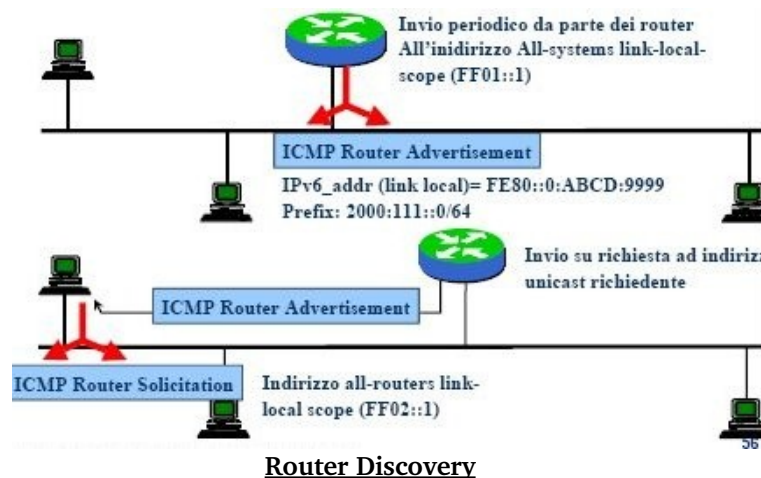 Invio periodico da parte dei router
All'inidirizzo All-systems link-local-
scope (FF01::1)
ICMP Router Advertisement
IPv6_addr (link local)= FE80::0:ABCD:9999
Prefix: 2000:111::0/64
Invio su richiesta ad indirizz
unicast richiedente
ICMP Router Advertisement
ICMP Router Solicitation
Indirizzo all-routers link-
local scope (FF02::1)
56
Router Discovery